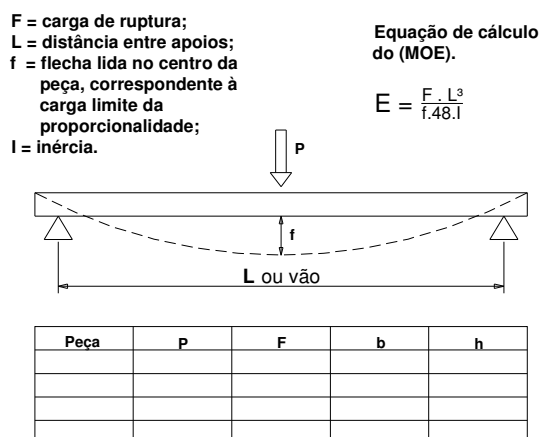 F = carga de ruptura;
L = distância entre apoios;
f = flecha lida no centro da
peça, correspondente à
carga limite da
proporcionalidade;
I = inércia.
Equação de cálculo
do (MOE).
E = F . L³
f.48.I
P
f
L ou vão
Peça P F b h